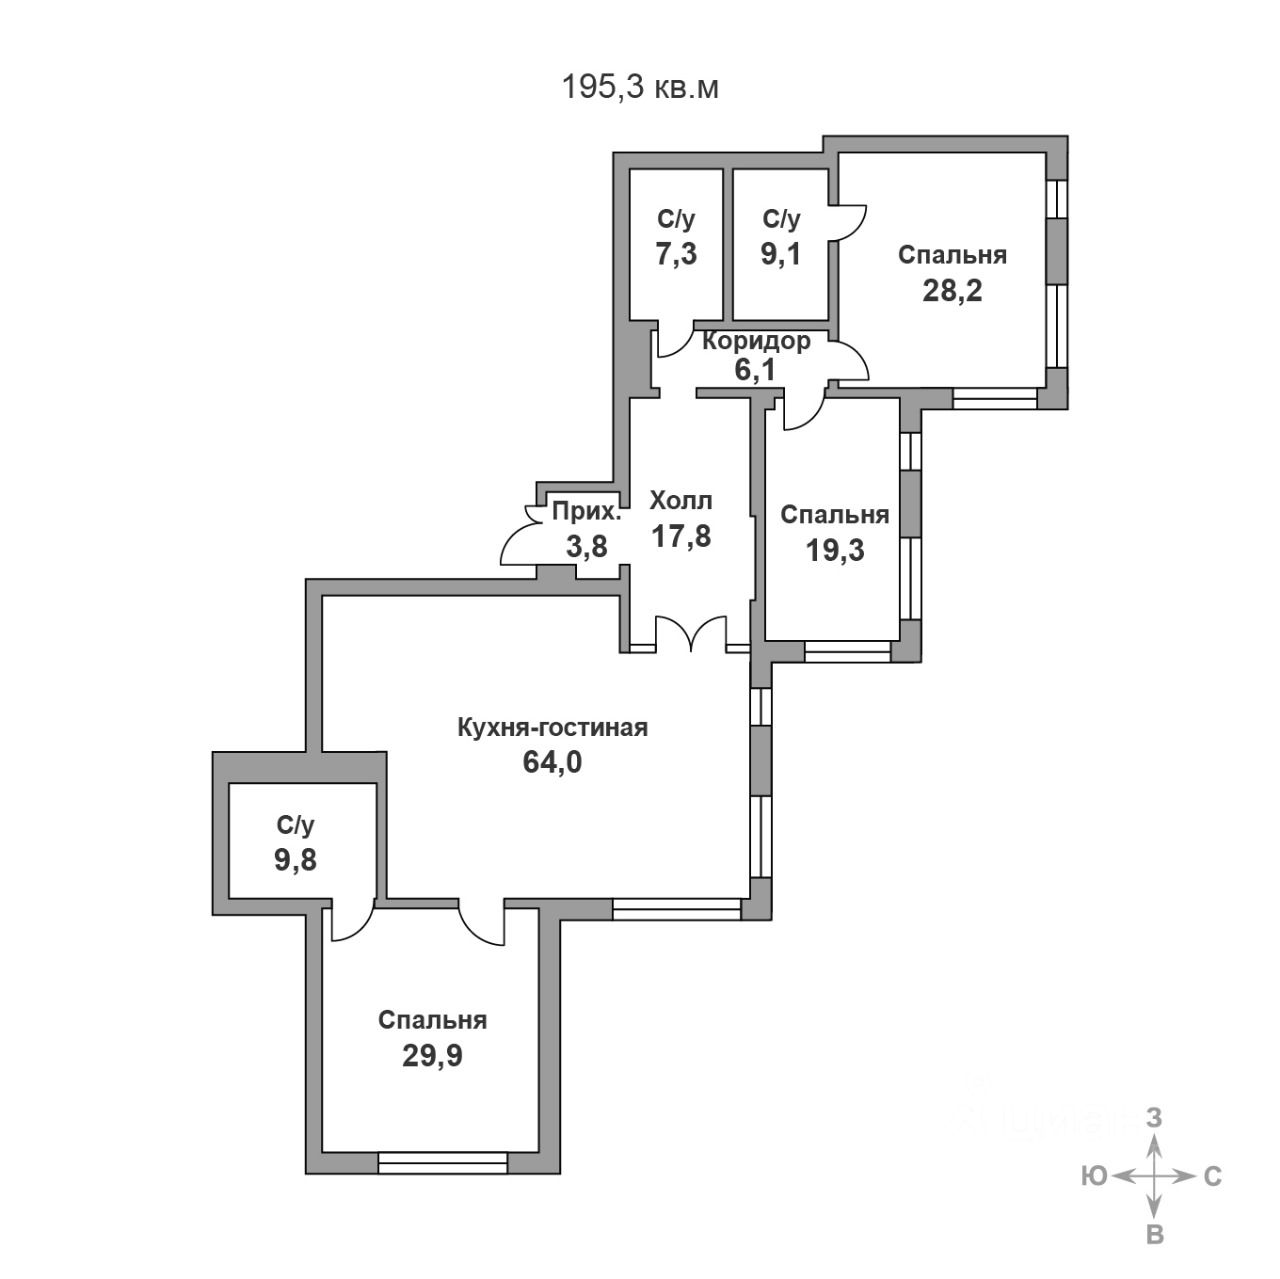 195,3 кв.м
С/у
7,3
С/у
9,1
Спальня
28,2
Коридор
6,1
Прих.
3,8
Холл
17,8
Спальня
19,3
Кухня-гостиная
64,0
С/у
9,8
Спальня
29,9
З
Ю
С
В